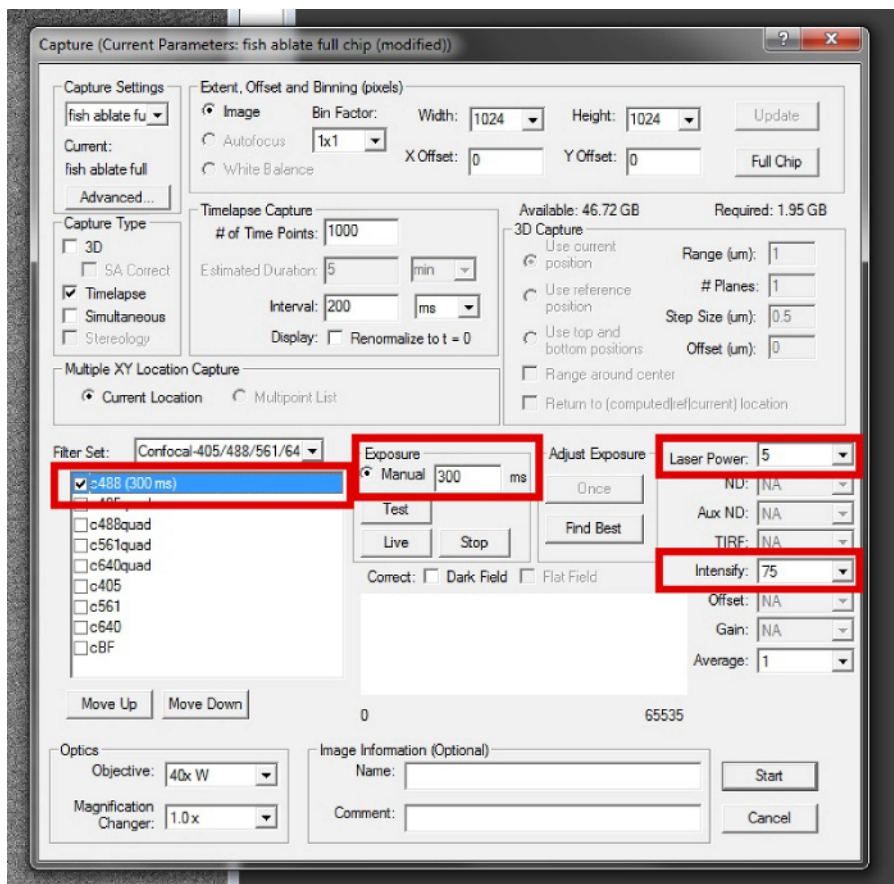 Capture (Current Parameters: fish ablate full chip (modified))
Capture Settings
fish ablate fu
Current:
fish ablate full
Advanced...
Extent, Offset and Binning (pixels)
Image Bin Factor: Width: 1024 Height: 1024 Update
Autofocus 1x1
White Balance X Offset: 0 Y Offset: 0 Full Chip
Capture Type
3D
SA Correct
Timelapse
Simultaneous
Stereology
Timelapse Capture
# of Time Points: 1000
Estimated Duration: 5 min
Interval: 200 ms
Display: Renormalize to t = 0
Available: 46.72 GB Required: 1.95 GB
3D Capture
Use current position
Use reference position
Use top and bottom positions
Range (um): 1
# Planes: 1
Step Size (um): 0.5
Offset (um): 0
Range around center
Return to (computed|ref|current) location
Multiple XY Location Capture
Current Location Multipoint List
Filter Set: Confocal-405/488/561/64
c488 (300 ms)
c488quad
c561quad
c640quad
c405
c561
c640
cBF
Move Up Move Down
Exposure
Manual 300 ms
Test
Live Stop
Adjust Exposure
Once
Find Best
Correct: Dark Field Flat Field
0 65535
Laser Power: 5
ND: NA
Aux ND: NA
TIRF: NA
Intensify: 75
Offset: NA
Gain: NA
Average: 1
Optics
Objective: 40x W
Magnification Changer: 1.0 x
Image Information (Optional)
Name:
Comment:
Start
Cancel